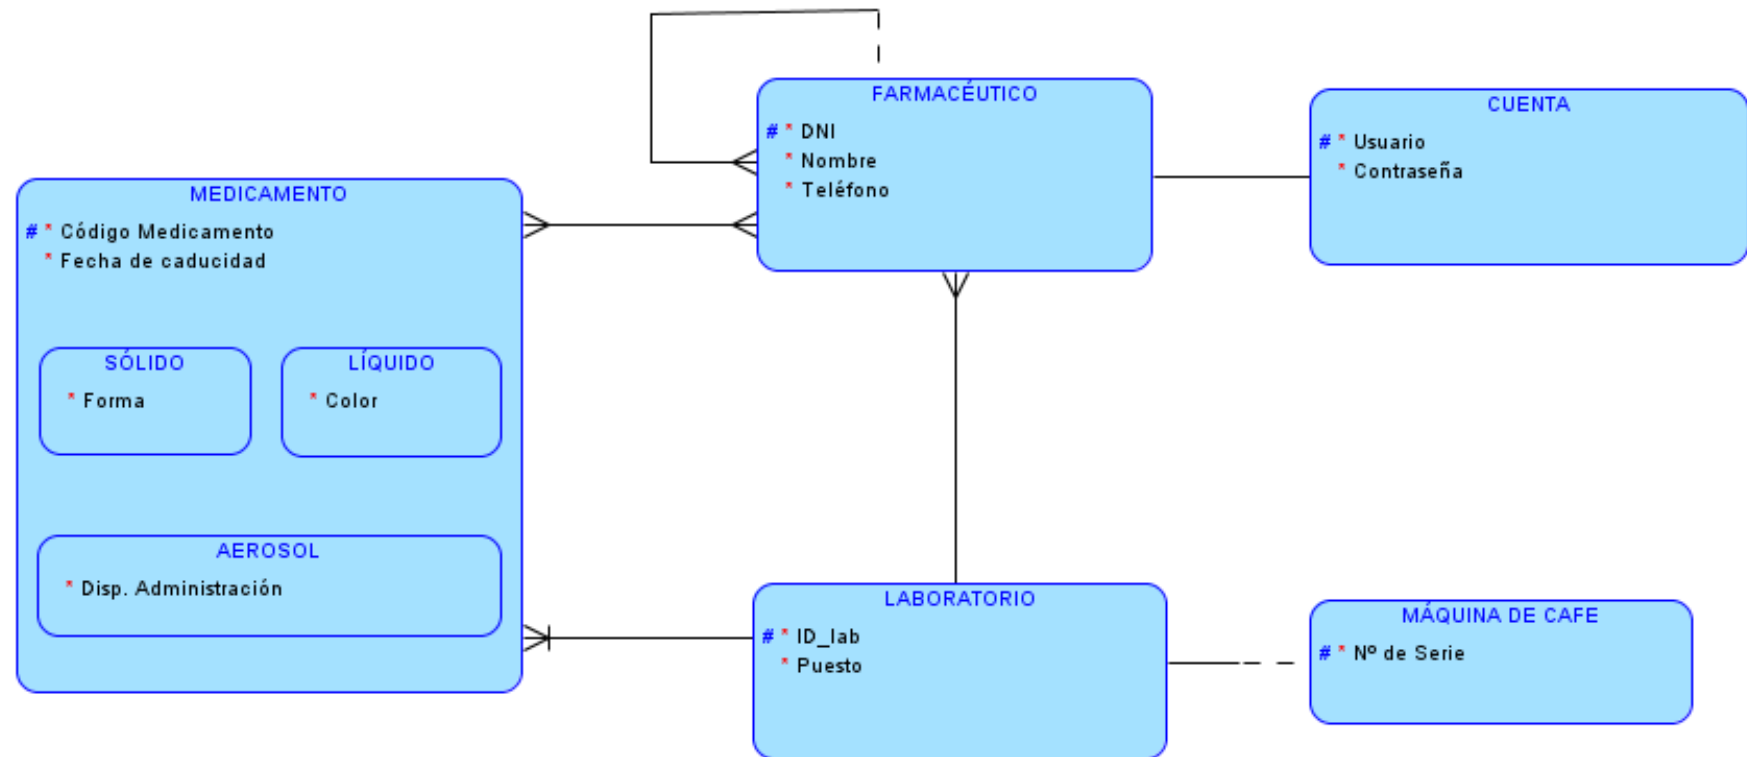 FARMACÉUTICO
# * DNI
* Nombre
* Teléfono
CUENTA
# * Usuario
* Contraseña
MEDICAMENTO
# * Código Medicamento
* Fecha de caducidad
SÓLIDO
* Forma
LÍQUIDO
* Color
AEROSOL
* Disp. Administración
LABORATORIO
# * ID_lab
* Puesto
MÁQUINA DE CAFE
# * Nº de Serie